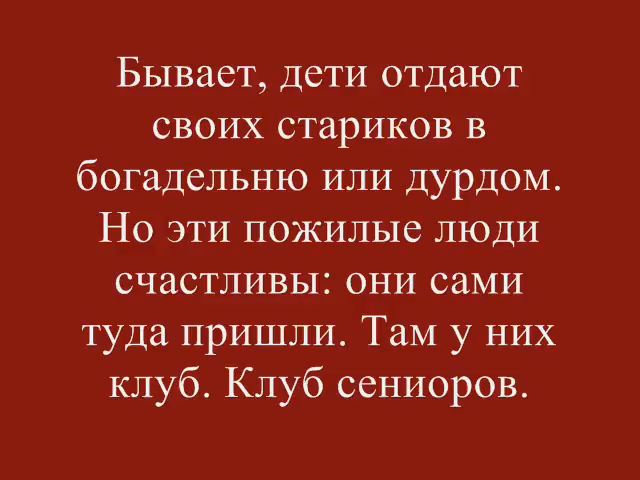 Бывает, дети отдают
своих стариков в
богадельню или дурдом.
Но эти пожилые люди
счастливы: они сами
туда пришли. Там у них
клуб. Клуб сениоров.